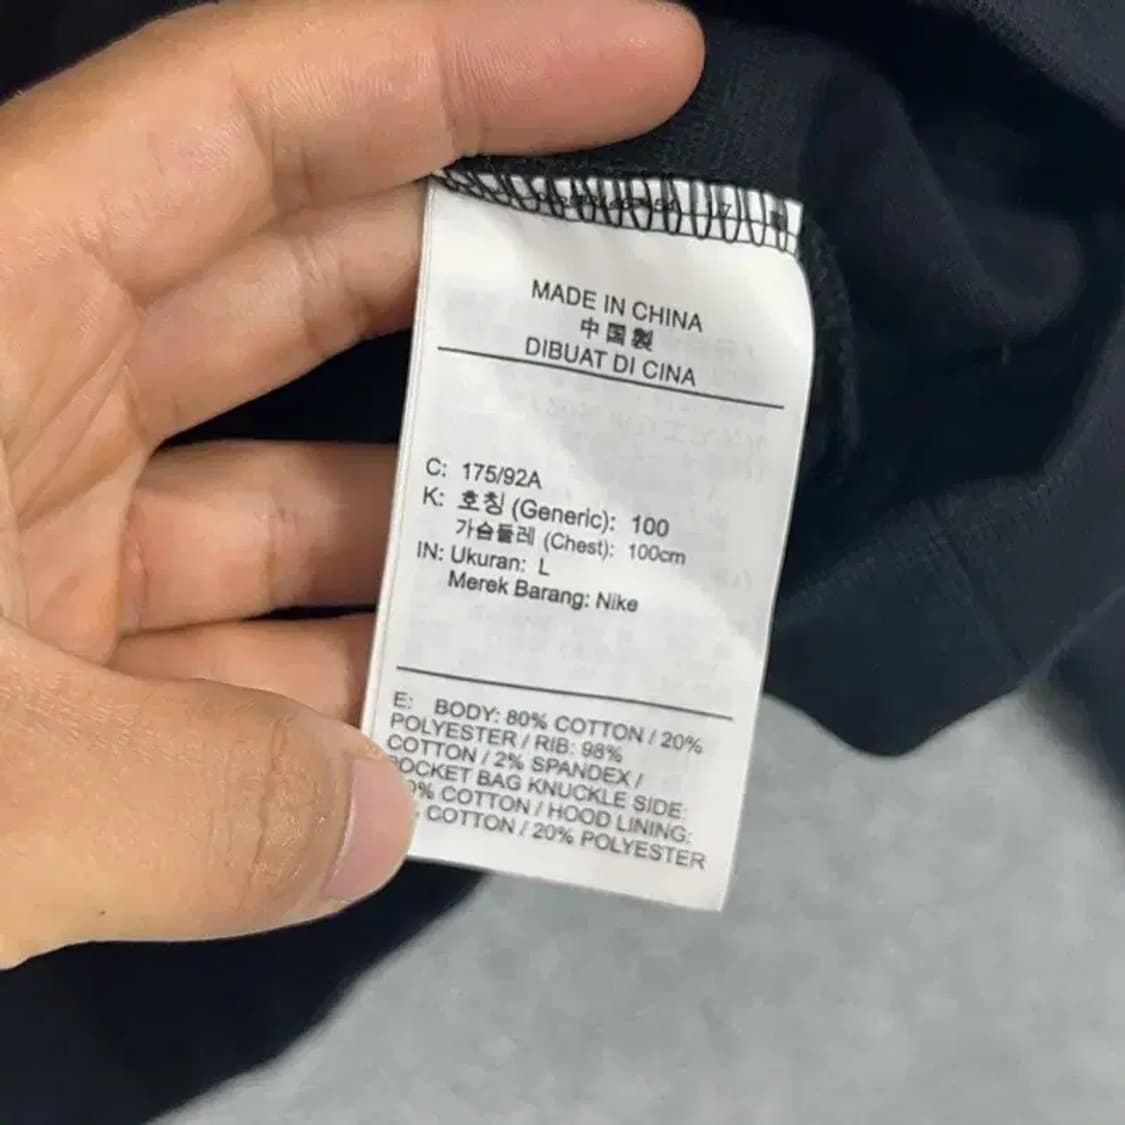 MADE IN CHINA
中国製
DIBUAT DI CINA
C: 175/92A
K: 호칭 (Generic): 100
가슴둘레 (Chest): 100cm
IN: Ukuran: L
Merek Barang: Nike
E: BODY: 80% COTTON / 20%
POLYESTER / RIB: 98%
COTTON / 2% SPANDEX /
POCKET BAG KNUCKLE SIDE:
COTTON / HOOD LINING:
COTTON / 20% POLYESTER